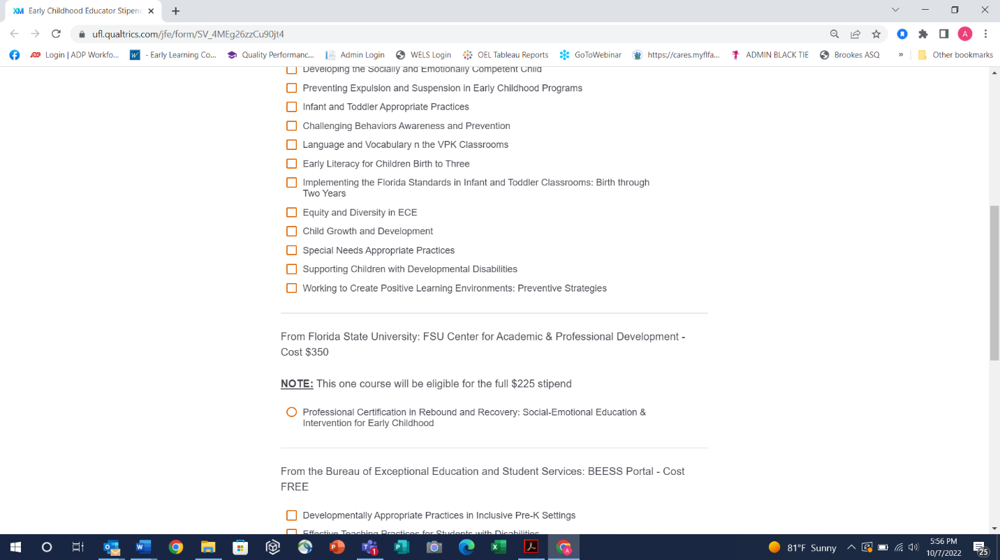 XM Early Childhood Educator Stipend
ufl.qualtrics.com/jfe/form/SV_4MEg26zzCu90jt4
A
Login | ADP Workfo...
W - Early Learning Co...
Quality Performanc...
Admin Login
WELS Login
OEL Tableau Reports
GoToWebinar
https://cares.myflfa...
ADMIN BLACK TIE
Brookes ASQ
»
Other bookmarks
Developing the Socially and Emotionally Competent Child
Preventing Expulsion and Suspension in Early Childhood Programs
Infant and Toddler Appropriate Practices
Challenging Behaviors Awareness and Prevention
Language and Vocabulary n the VPK Classrooms
Early Literacy for Children Birth to Three
Implementing the Florida Standards in Infant and Toddler Classrooms: Birth through
Two Years
Equity and Diversity in ECE
Child Growth and Development
Special Needs Appropriate Practices
Supporting Children with Developmental Disabilities
Working to Create Positive Learning Environments: Preventive Strategies
From Florida State University: FSU Center for Academic & Professional Development -
Cost $350
NOTE: This one course will be eligible for the full $225 stipend
Professional Certification in Rebound and Recovery: Social-Emotional Education &
Intervention for Early Childhood
From the Bureau of Exceptional Education and Student Services: BEESS Portal - Cost
FREE
Developmentally Appropriate Practices in Inclusive Pre-K Settings
Effective Teaching Practices for Students with Disabilities
81°F Sunny
5:56 PM
10/7/2022
25